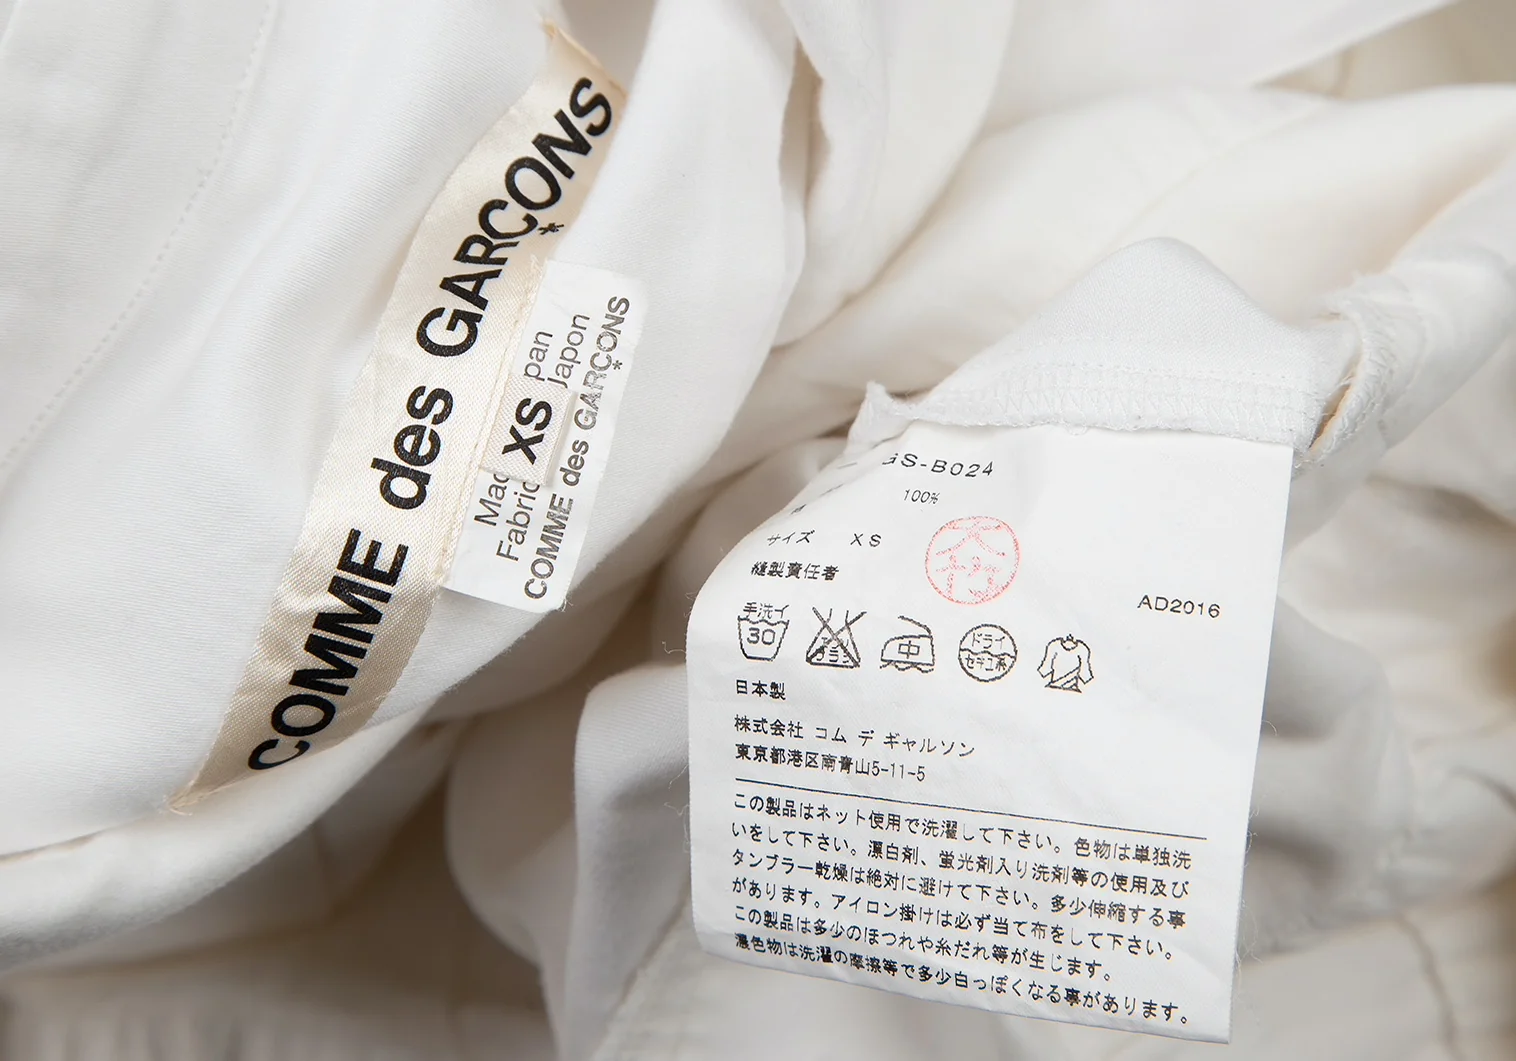 COMME des GARÇONS
*
XS
pan
Japon
COMME des GARÇONS
*
GS-B024
100%
サイズ XS
縫製責任者
AD2016
手洗イ
30
中
ドライ
セキユ系
日本製
株式会社 コム デ ギャルソン
東京都港区南青山5-11-5
この製品はネット使用で洗濯して下さい。色物は単独洗
いをして下さい。漂白剤、蛍光剤入り洗剤等の使用及び
タンブラー乾燥は絶対に避けて下さい。多少伸縮する事
があります。アイロン掛けは必ず当て布をして下さい。
この製品は多少のほつれや糸だれ等が生じます。
濃色物は洗濯の摩擦等で多少白っぽくなる事があります。